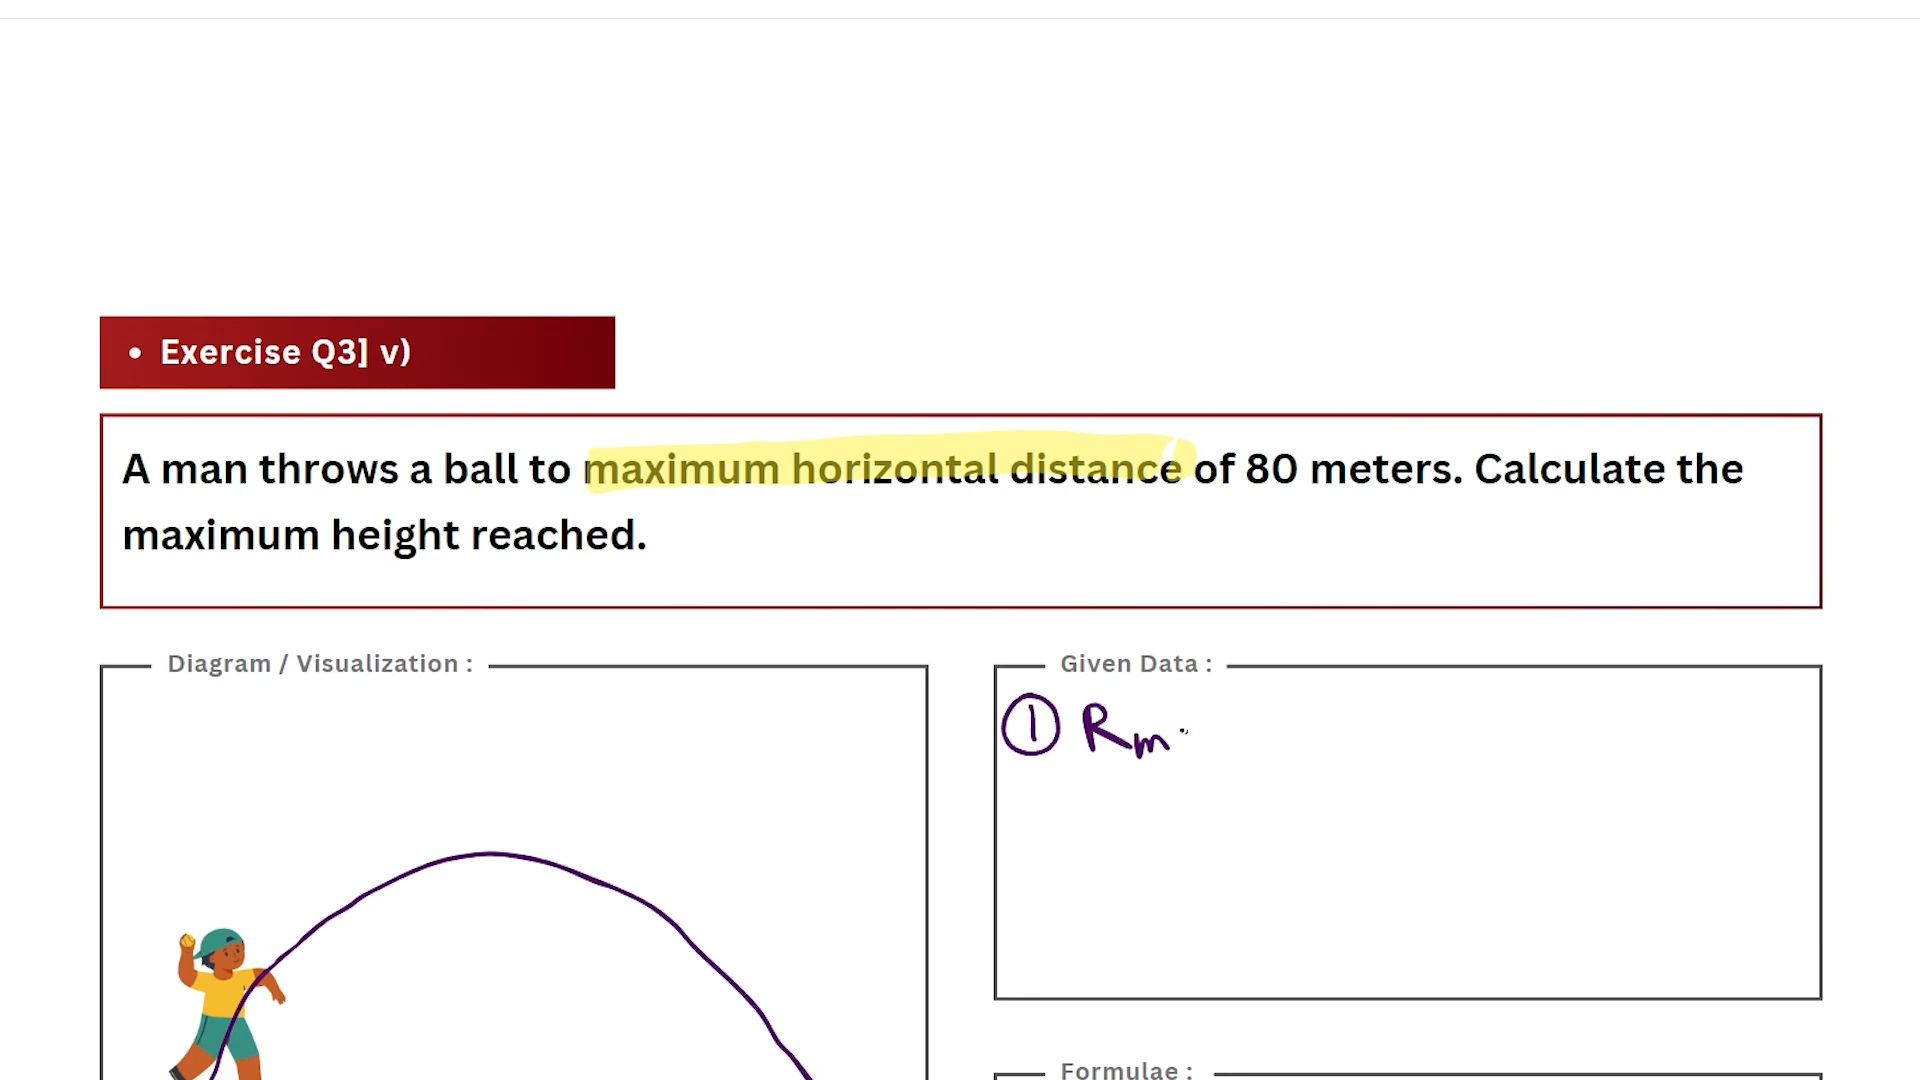 • Exercise Q3] v)
A man throws a ball to maximum horizontal distance of 80 meters. Calculate the
maximum height reached.
Diagram / Visualization :
Given Data :
① Rm.
Formulae :